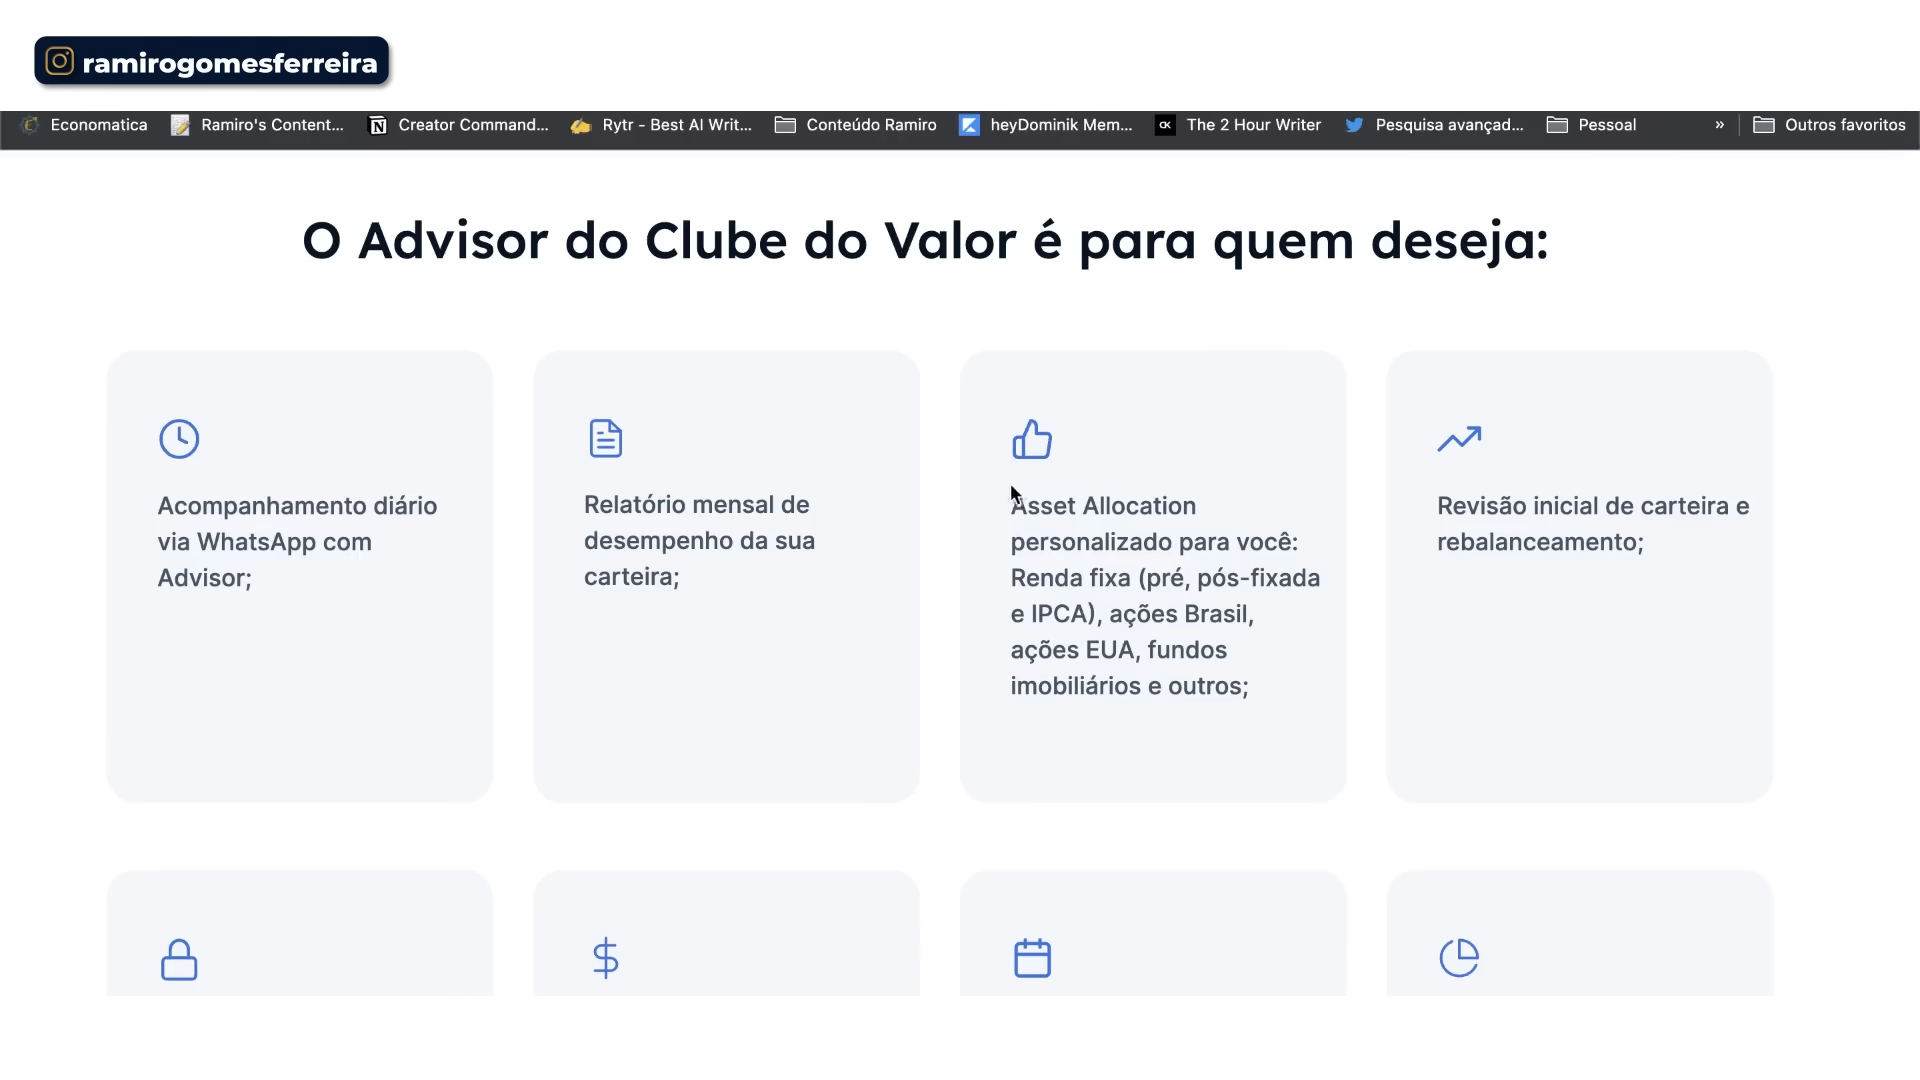 ramirogomesferreira
Economatica Ramiro's Content... Creator Command... Rytr - Best AI Writ... Conteúdo Ramiro heyDominik Mem... The 2 Hour Writer Pesquisa avançad... Pessoal » Outros favoritos
O Advisor do Clube do Valor é para quem deseja:
Acompanhamento diário
via WhatsApp com
Advisor;
Relatório mensal de
desempenho da sua
carteira;
Asset Allocation
personalizado para você:
Renda fixa (pré, pós-fixada
e IPCA), ações Brasil,
ações EUA, fundos
imobiliários e outros;
Revisão inicial de carteira e
rebalanceamento;